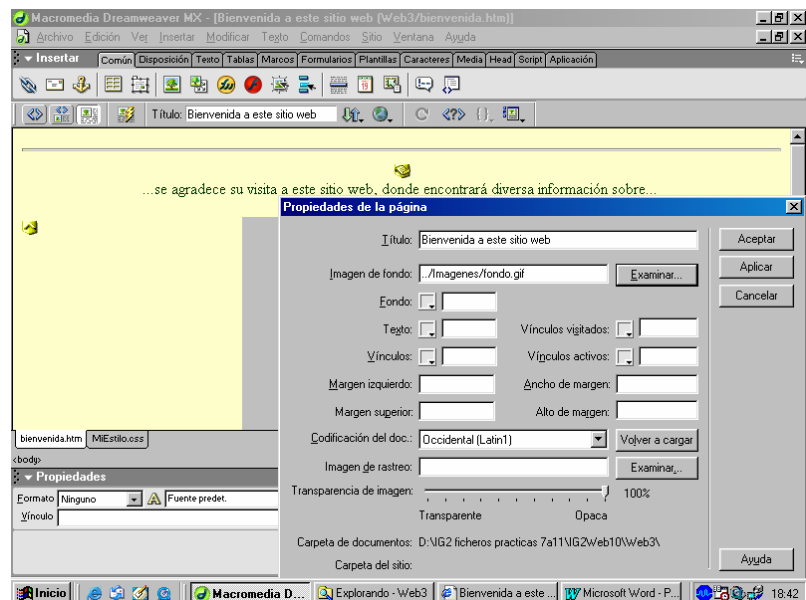 Macromedia Dreamweaver MX - [Bienvenida a este sitio web (Web3/bienvenida.htm)]
Archivo Edición Ver Insertar Modificar Texto Comandos Sitio Ventana Ayuda
Insertar Común Disposición Texto Tablas Marcos Formularios Plantillas Caracteres Media Head Script Aplicación
Título: Bienvenida a este sitio web
...se agradece su visita a este sitio web, donde encontrará diversa información sobre...
Propiedades de la página
Título: Bienvenida a este sitio web Aceptar
Imagen de fondo: ../Imagenes/fondo.gif Examinar... Aplicar
Fondo: Cancelar
Texto: Vínculos visitados:
Vínculos: Vínculos activos:
Margen izquierdo: Ancho de margen:
Margen superior: Alto de margen:
Codificación del doc.: Occidental (Latin1) Volver a cargar
Imagen de rastreo: Examinar...
Transparencia de imagen: 100%
Transparente Opaca
Carpeta de documentos: D:\IG2 ficheros practicas 7a11\IG2Web10\Web3\
Carpeta del sitio: Ayuda
bienvenida.htm MiEstilo.css
<body>
Propiedades
Formato Ninguno Fuente predet.
Vínculo
Inicio Macromedia D... Explorando - Web3 Bienvenida a este ... Microsoft Word - P... 18:42